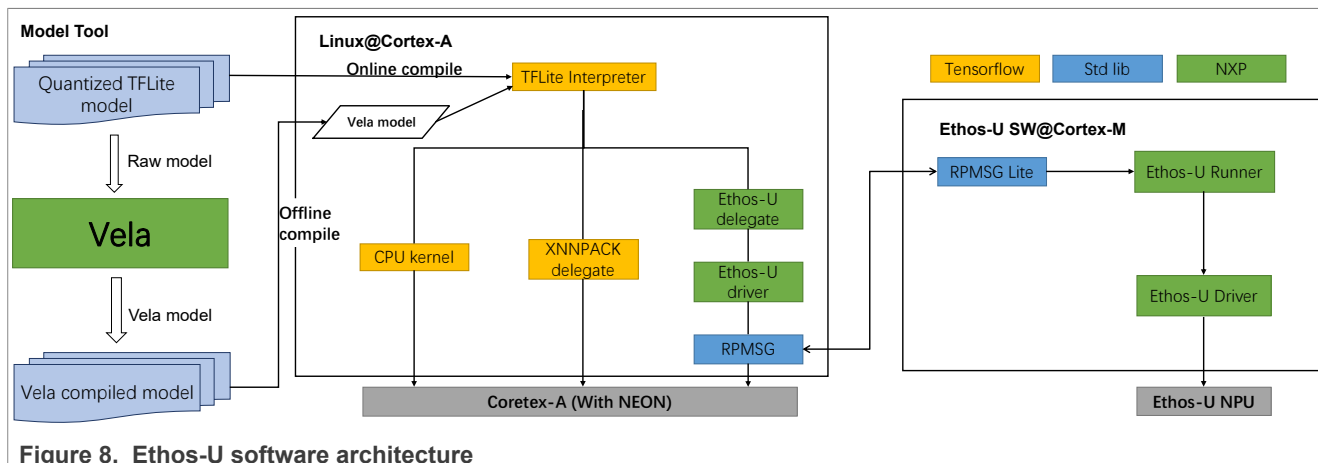 Model Tool
Quantized TFLite
model
Raw model
Vela
Vela model
Vela compiled model
Linux@Cortex-A
Online compile
TFLite Interpreter
Vela model
Offline
compile
CPU kernel
XNNPACK
delegate
Ethos-U
delegate
Ethos-U
driver
RPMSG
Coretex-A (With NEON)
Tensorflow
Std lib
NXP
Ethos-U SW@Cortex-M
RPMSG Lite
Ethos-U Runner
Ethos-U Driver
Ethos-U NPU
Figure 8. Ethos-U software architecture